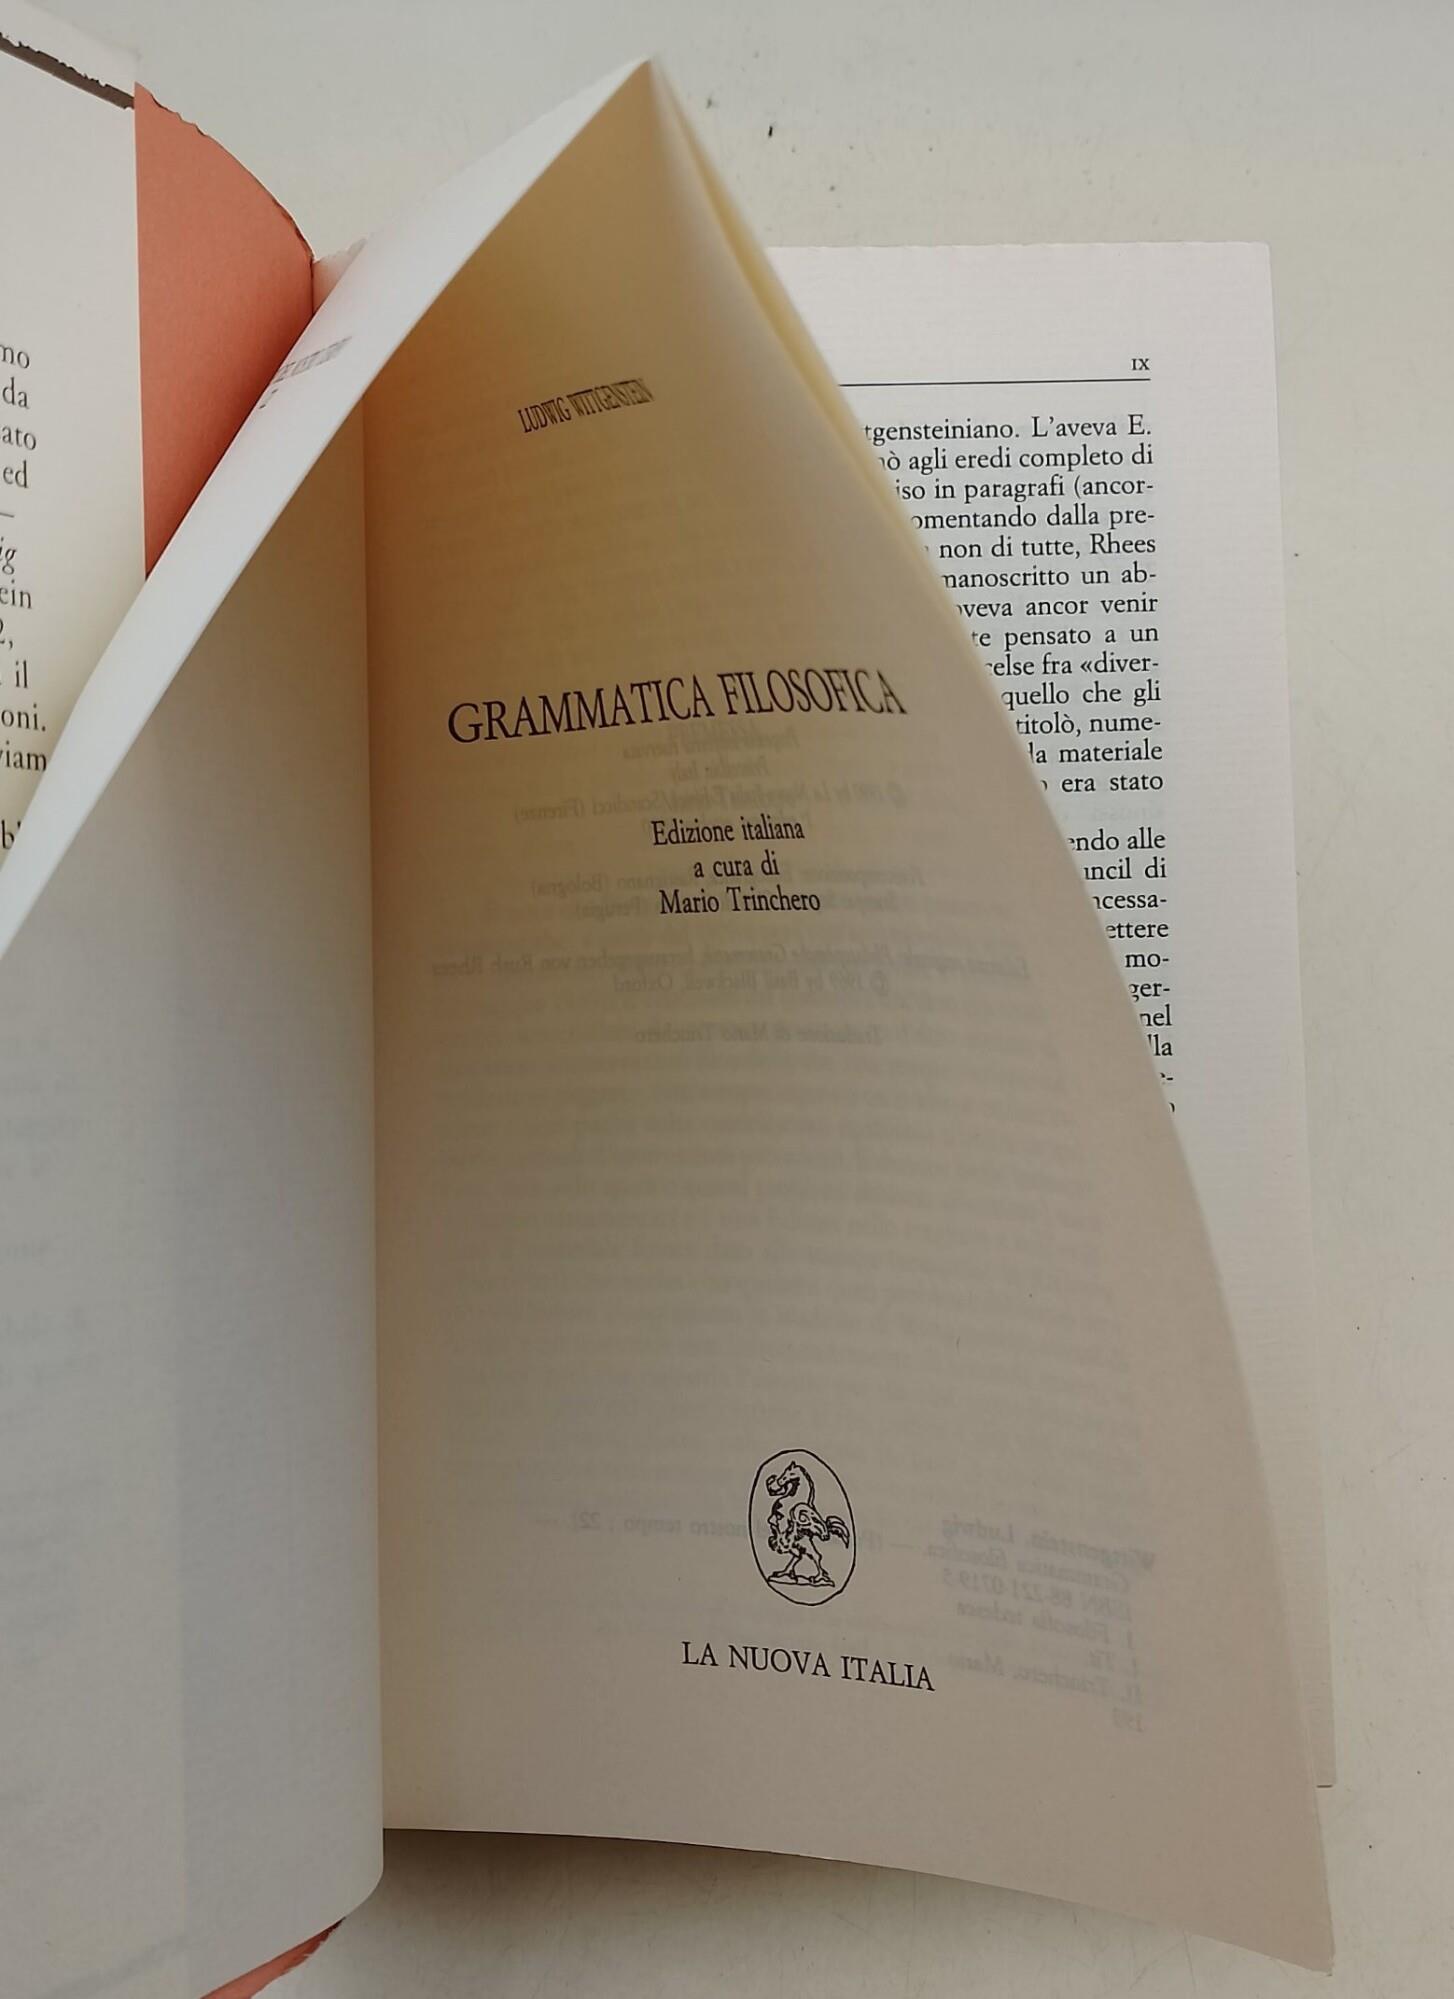 mo
da
ato
ed
—
ig
ein
2,
il
oni.
viam
b'
LUDWIG WITTGENSTEIN
GRAMMATICA FILOSOFICA
Edizione italiana
a cura di
Mario Trinchero
LA NUOVA ITALIA
IX
tgensteiniano. L'aveva E.
nò agli eredi completo di
iso in paragrafi (ancor-
omentando dalla pre-
non di tutte, Rhees
manoscritto un ab-
oveva ancor venir
te pensato a un
celse fra «diver-
quello che gli
titolò, nume-
da materiale
era stato
endo alle
uncil di
ncessa-
ettere
mo-
ger-
nel
lla
e-
o